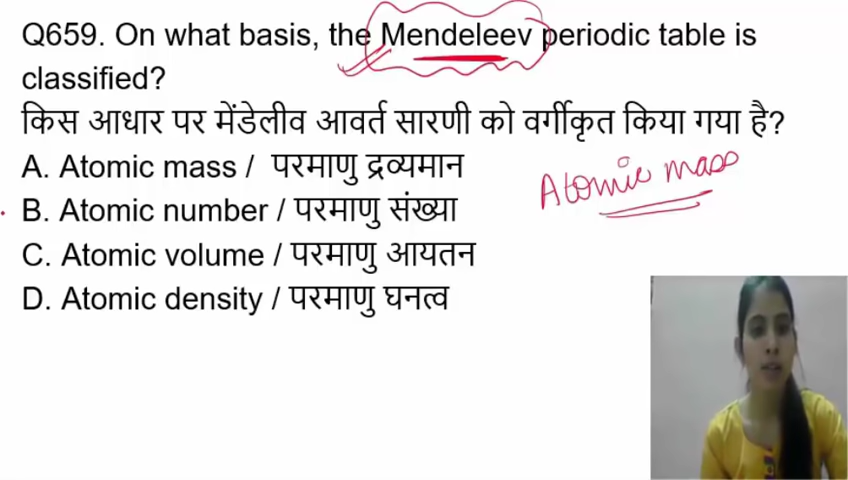 Q659. On what basis, the Mendeleev periodic table is
classified?
किस आधार पर मेंडेलीव आवर्त सारणी को वर्गीकृत किया गया है?
A. Atomic mass / परमाणु द्रव्यमान
Atomic mass
B. Atomic number / परमाणु संख्या
C. Atomic volume / परमाणु आयतन
D. Atomic density / परमाणु घनत्व